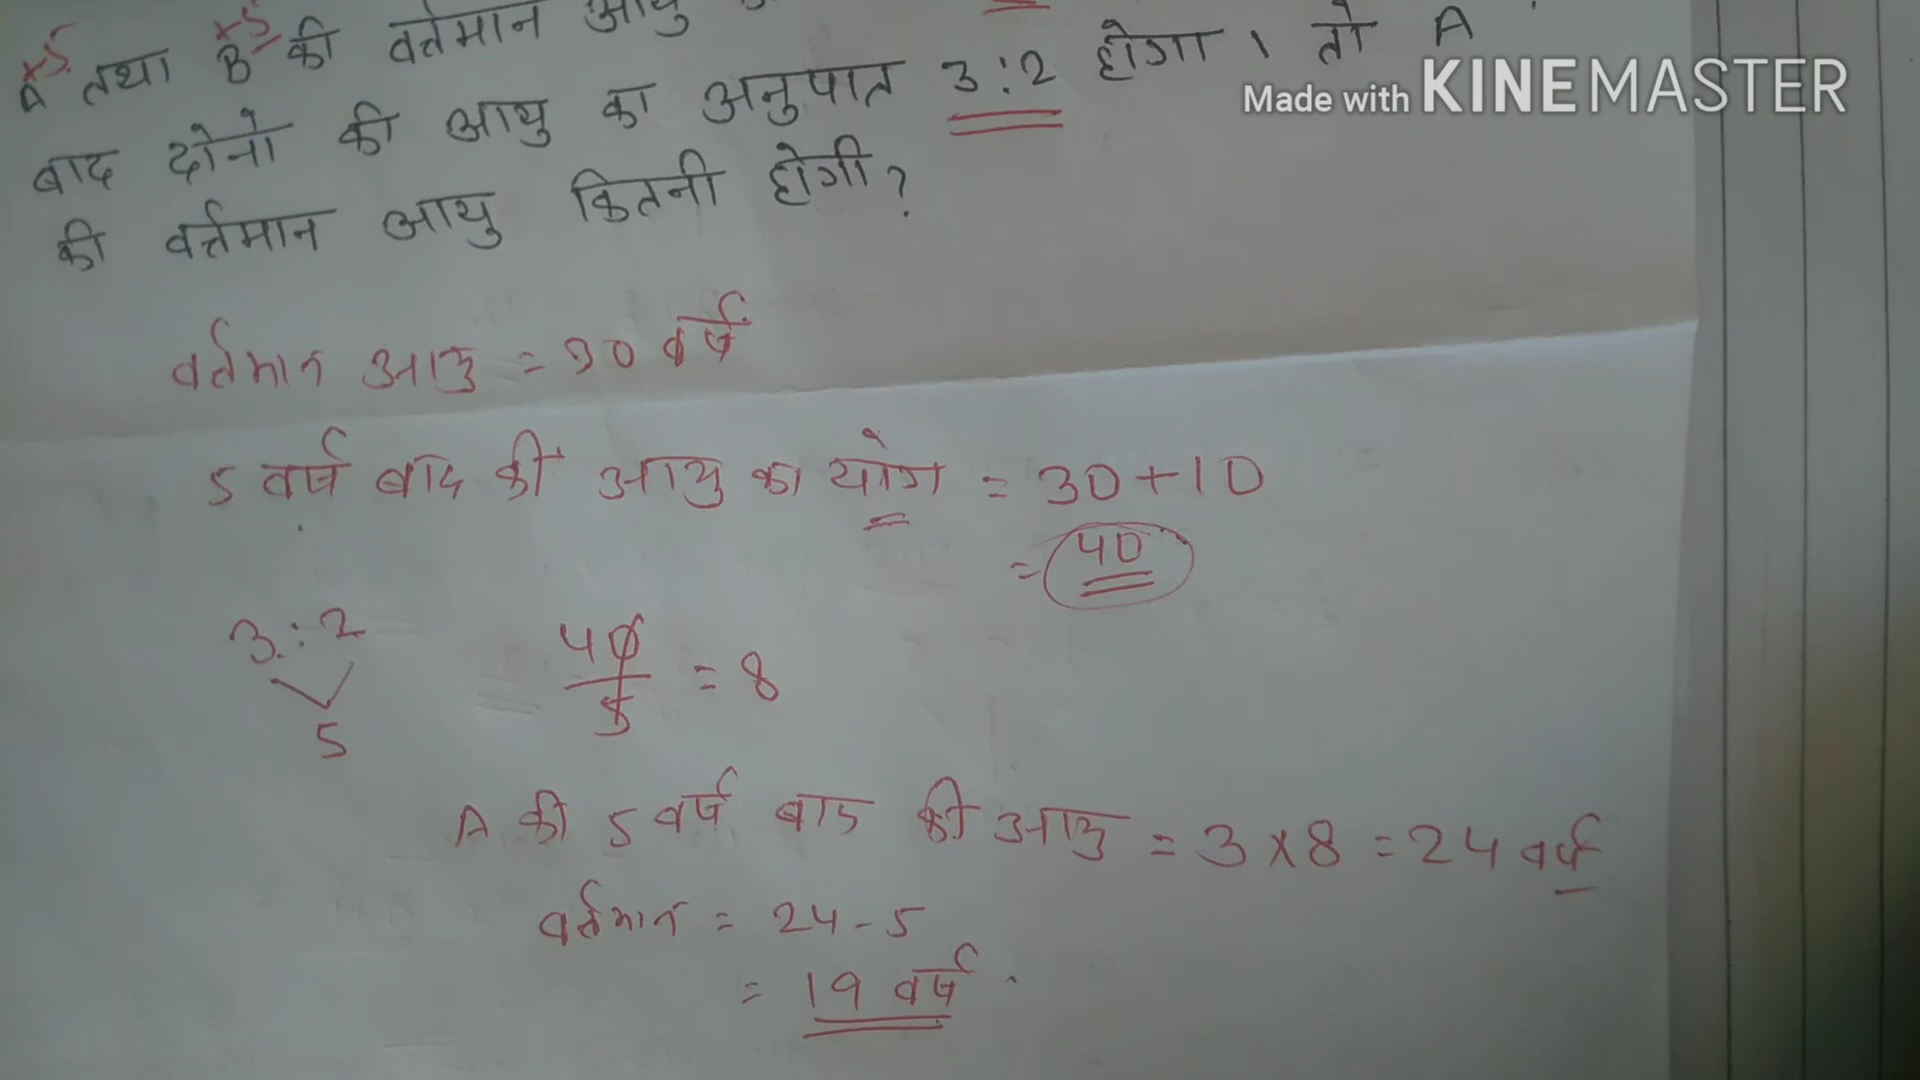 ×5 ×5
A तथा B की वर्तमान आयु
बाद दोनो की आयु का अनुपात 3:2 होगा । तो A
की वर्त्तमान आयु कितनी होगी?
Made with KINEMASTER
वर्तमान आयु = 30 वर्ष
5 वर्ष बाद की आयु का योग = 30+10
= 40
3:2
5
40/5 = 8
A की 5 वर्ष बाद की आयु = 3×8 = 24 वर्ष
वर्तमान = 24-5
= 19 वर्ष